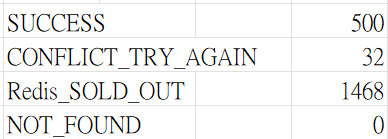 SUCCESS 500
CONFLICT_TRY_AGAIN 32
Redis_SOLD_OUT 1468
NOT_FOUND 0